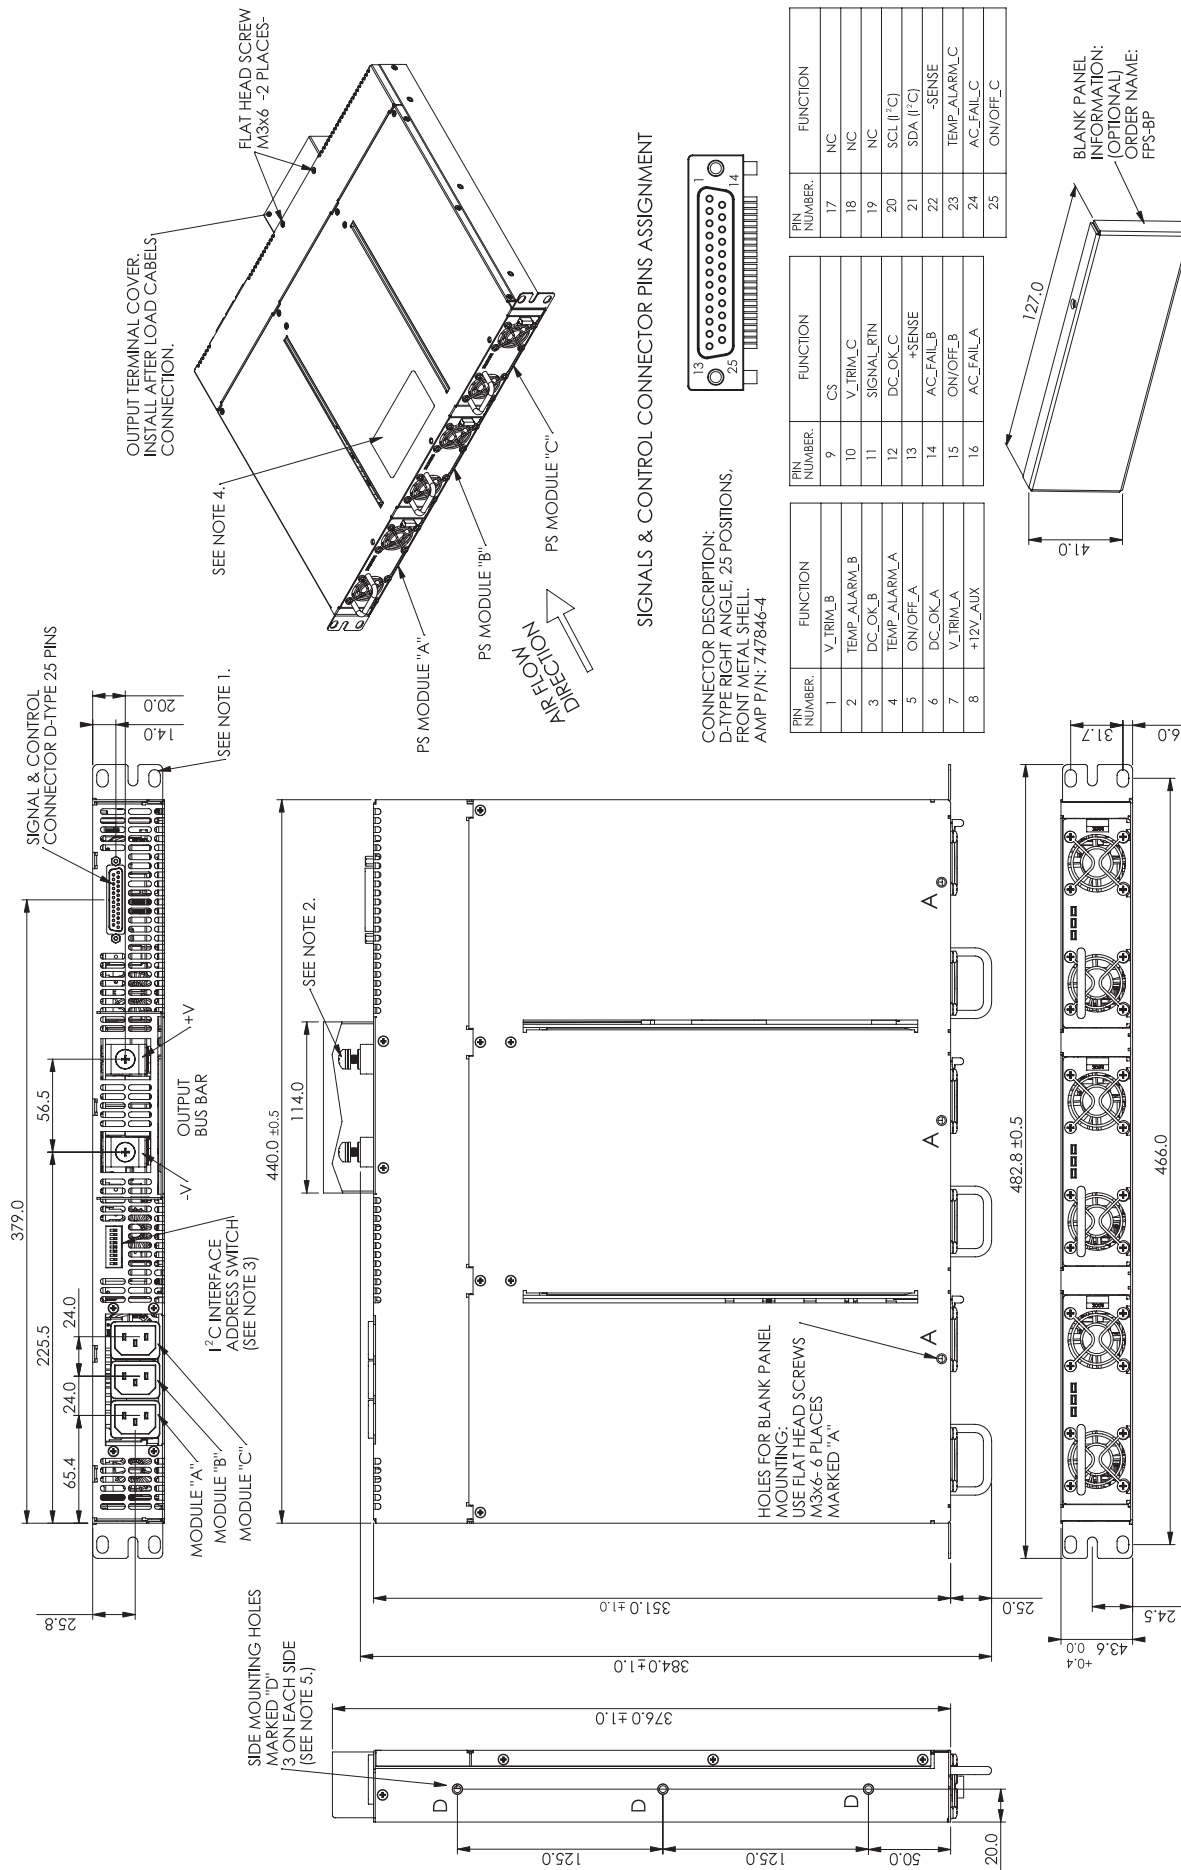 SIGNAL & CONTROL
CONNECTOR D-TYPE 25 PINS
20.0
14.0
SEE NOTE 1.
379.0
56.5
225.5
24.0
24.0
65.4
25.8
+V
OUTPUT
BUS BAR
-V
I²C INTERFACE
ADDRESS SWITCH
(SEE NOTE 3)
MODULE "A"
MODULE "B"
MODULE "C"
OUTPUT TERMINAL COVER.
INSTALL AFTER LOAD CABELS
CONNECTION.
FLAT HEAD SCREW
M3x6 -2 PLACES-
SEE NOTE 4.
PS MODULE "A"
PS MODULE "B"
PS MODULE "C"
AIR FLOW
DIRECTION
SIDE MOUNTING HOLES
MARKED "D"
3 ON EACH SIDE
(SEE NOTE 5.)
D
D
D
376.0 ±1.0
125.0
125.0
50.0
20.0
SEE NOTE 2.
440.0 ±0.5
114.0
384.0±1.0
351.0 ±1.0
25.0
HOLES FOR BLANK PANEL
MOUNTING:
USE FLAT HEAD SCREWS
M3x6- 6 PLACES
MARKED "A"
A
A
A
482.8 ±0.5
466.0
31.7
6.0
24.5
43.6 +0.4 0.0
SIGNALS & CONTROL CONNECTOR PINS ASSIGNMENT
CONNECTOR DESCRIPTION:
D-TYPE RIGHT ANGLE, 25 POSITIONS,
FRONT METAL SHELL.
AMP P/N: 747846-4
13
1
25
14
PIN NUMBER. FUNCTION
1 V_TRIM_B
2 TEMP_ALARM_B
3 DC_OK_B
4 TEMP_ALARM_A
5 ON/OFF_A
6 DC_OK_A
7 V_TRIM_A
8 +12V_AUX
PIN NUMBER. FUNCTION
9 CS
10 V_TRIM_C
11 SIGNAL_RTN
12 DC_OK_C
13 +SENSE
14 AC_FAIL_B
15 ON/OFF_B
16 AC_FAIL_A
PIN NUMBER. FUNCTION
17 NC
18 NC
19 NC
20 SCL (I²C)
21 SDA (I²C)
22 -SENSE
23 TEMP_ALARM_C
24 AC_FAIL_C
25 ON/OFF_C
127.0
41.0
BLANK PANEL
INFORMATION:
(OPTIONAL)
ORDER NAME:
FPS-BP